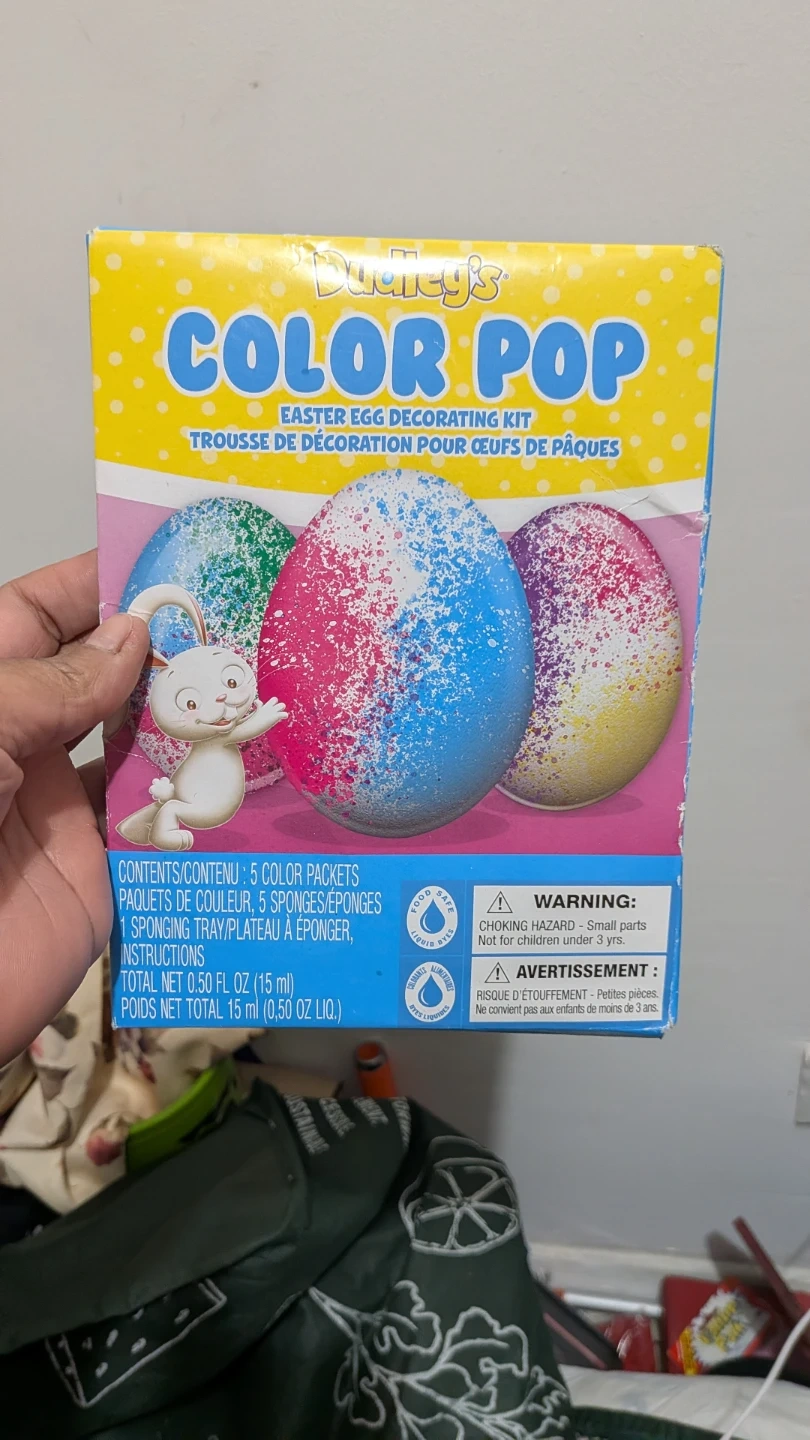 Dudley's
COLOR POP
EASTER EGG DECORATING KIT
TROUSSE DE DÉCORATION POUR ŒUFS DE PÂQUES
CONTENTS/CONTENU : 5 COLOR PACKETS
PAQUETS DE COULEUR, 5 SPONGES/ÉPONGES
1 SPONGING TRAY/PLATEAU À ÉPONGER,
INSTRUCTIONS
TOTAL NET 0.50 FL OZ (15 ml)
POIDS NET TOTAL 15 ml (0,50 OZ LIQ.)
FOOD SAFE
LIQUID DYES
COLORANTS ALIMENTAIRES
DYES LIQUIDES
WARNING:
CHOKING HAZARD - Small parts
Not for children under 3 yrs.
AVERTISSEMENT :
RISQUE D'ÉTOUFFEMENT - Petites pièces.
Ne convient pas aux enfants de moins de 3 ans.